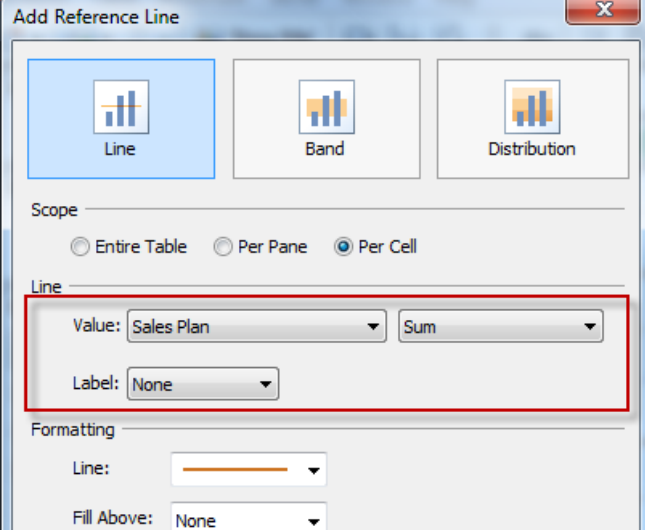 Add Reference Line
Line Band Distribution
Scope
Entire Table Per Pane Per Cell
Line
Value: Sales Plan Sum
Label: None
Formatting
Line:
Fill Above: None